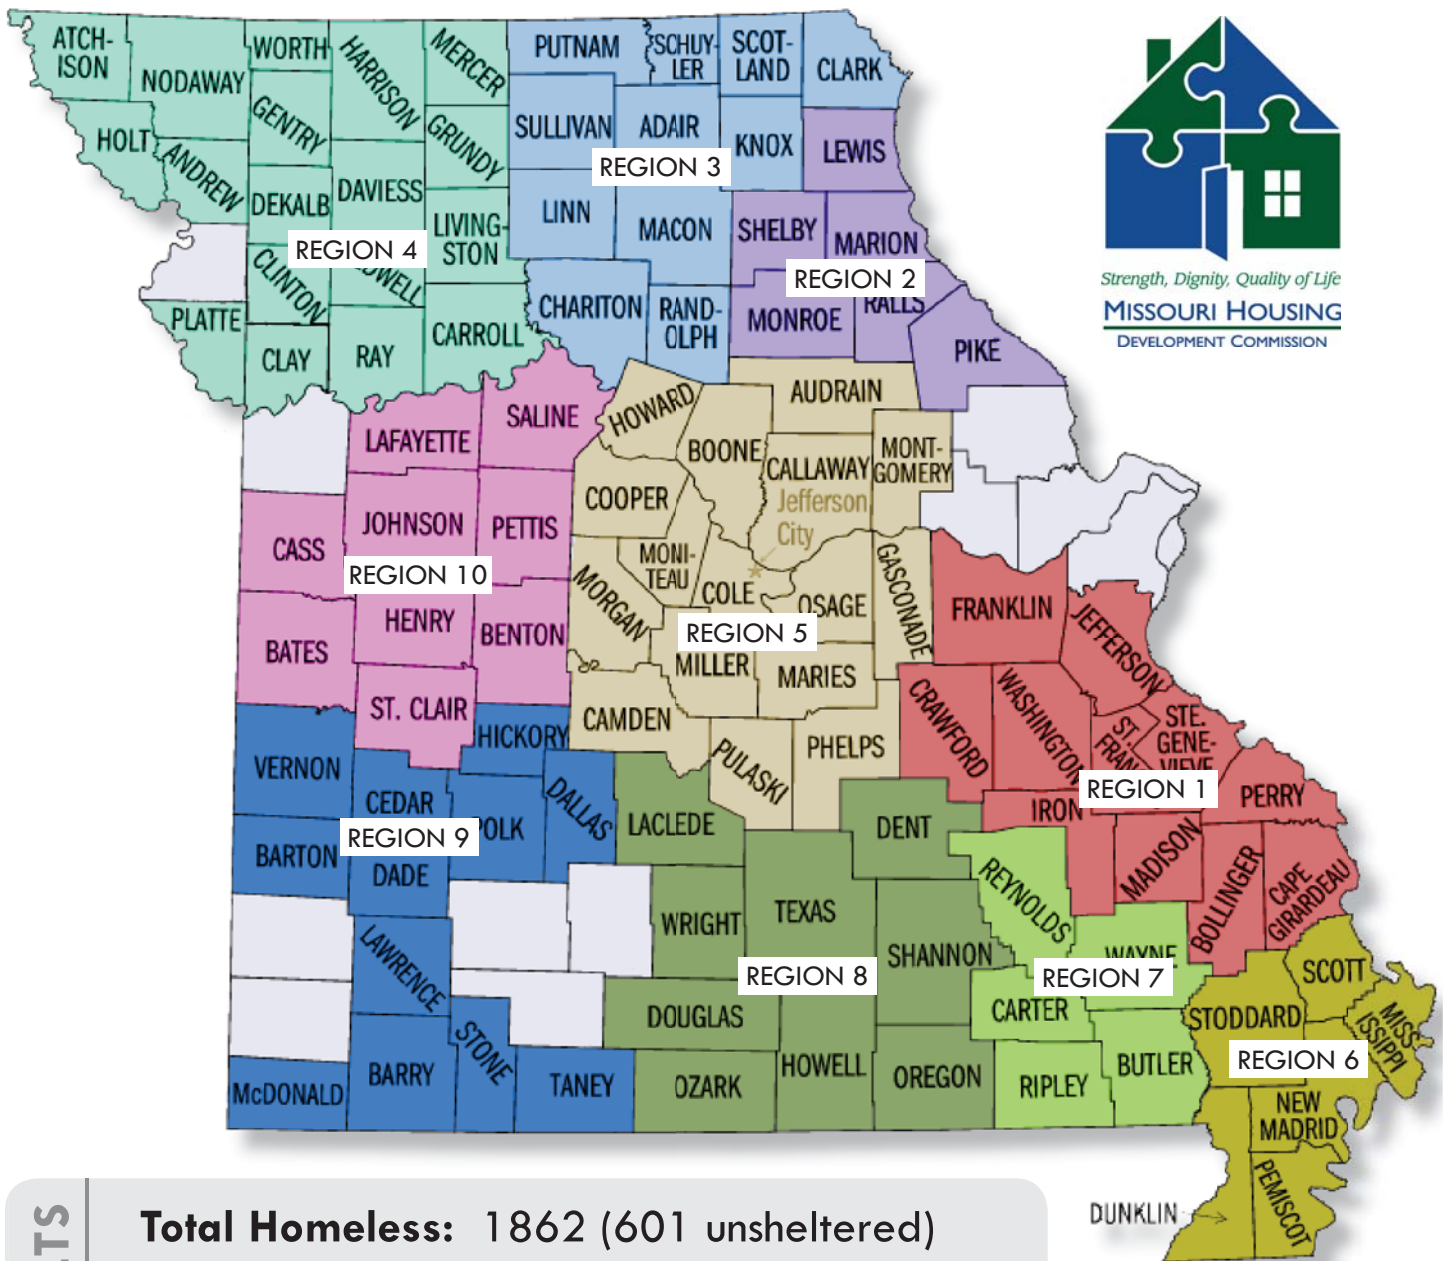 ATCH-
ISON
NODAWAY
WORTH
HARRISON
MERCER
PUTNAM
SCHUY-
LER
SCOT-
LAND
CLARK
HOLT
GENTRY
GRUNDY
SULLIVAN
ADAIR
KNOX
LEWIS
ANDREW
DEKALB
DAVIESS
REGION 3
LIVING-
STON
LINN
MACON
SHELBY
MARION
REGION 4
CLINTON
REGION 2
RALLS
PLATTE
CLAY
RAY
CARROLL
CHARITON
RAND-
OLPH
MONROE
PIKE
Strength, Dignity, Quality of Life
MISSOURI HOUSING
DEVELOPMENT COMMISSION
LAFAYETTE
SALINE
HOWARD
BOONE
AUDRAIN
CALLAWAY
MONT-
GOMERY
COOPER
Jefferson
City
CASS
JOHNSON
PETTIS
MONI-
TEAU
MORGAN
COLE
OSAGE
GASCONADE
FRANKLIN
JEFFERSON
REGION 10
BATES
HENRY
BENTON
REGION 5
MILLER
MARIES
ST. CLAIR
CAMDEN
PULASKI
PHELPS
CRAWFORD
WASHINGTON
ST.
FRAN
STE.
GENE-
VIEVE
VERNON
HICKORY
CEDAR
POLK
DALLAS
LACLEDE
DENT
IRON
REGION 1
PERRY
BARTON
REGION 9
DADE
MADISON
BOLLINGER
CAPE
GIRARDEAU
LAWRENCE
WRIGHT
TEXAS
SHANNON
REYNOLDS
WAYNE
REGION 8
REGION 7
SCOTT
DOUGLAS
CARTER
STODDARD
MISS-
ISSIPPI
McDONALD
BARRY
STONE
TANEY
OZARK
HOWELL
OREGON
RIPLEY
BUTLER
REGION 6
NEW
MADRID
DUNKLIN
PEMISCOT
TS
Total Homeless: 1862 (601 unsheltered)